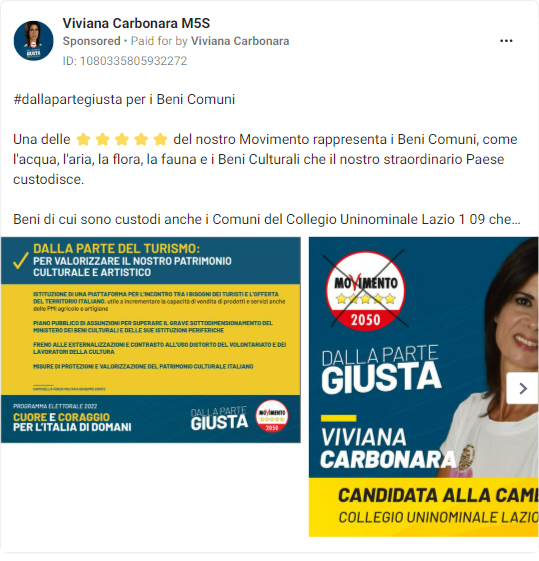 Viviana Carbonara M5S
Sponsored • Paid for by Viviana Carbonara
ID: 1080335805932272
#dallapartegiusta per i Beni Comuni
Una delle ⭐⭐⭐⭐⭐ del nostro Movimento rappresenta i Beni Comuni, come
l'acqua, l'aria, la flora, la fauna e i Beni Culturali che il nostro straordinario Paese
custodisce.
Beni di cui sono custodi anche i Comuni del Collegio Uninominale Lazio 1 09 che...
DALLA PARTE DEL TURISMO:
PER VALORIZZARE IL NOSTRO PATRIMONIO
CULTURALE E ARTISTICO
ISTITUZIONE DI UNA PIATTAFORMA PER L'INCONTRO TRA I BISOGNI DEI TURISTI E L'OFFERTA
DEL TERRITORIO ITALIANO, utile a incrementare la capacità di vendita di prodotti e servizi anche
delle PMI agricole e artigiane
PIANO PUBBLICO DI ASSUNZIONI PER SUPERARE IL GRAVE SOTTODIMENSIONAMENTO DEL
MINISTERO DEI BENI CULTURALI E DELLE SUE ISTITUZIONI PERIFERICHE
FRENO ALLE ESTERNALIZZAZIONI E CONTRASTO ALL'USO DISTORTO DEL VOLONTARIATO E DEI
LAVORATORI DELLA CULTURA
MISURE DI PROTEZIONI E VALORIZZAZIONE DEL PATRIMONIO CULTURALE ITALIANO
PROGRAMMA ELETTORALE 2022
CUORE E CORAGGIO
PER L'ITALIA DI DOMANI
DALLA PARTE
GIUSTA
MOVIMENTO
2050
MOVIMENTO
2050
DALLA PARTE
GIUSTA
VIVIANA
CARBONARA
CANDIDATA ALLA CAME
COLLEGIO UNINOMINALE LAZIO